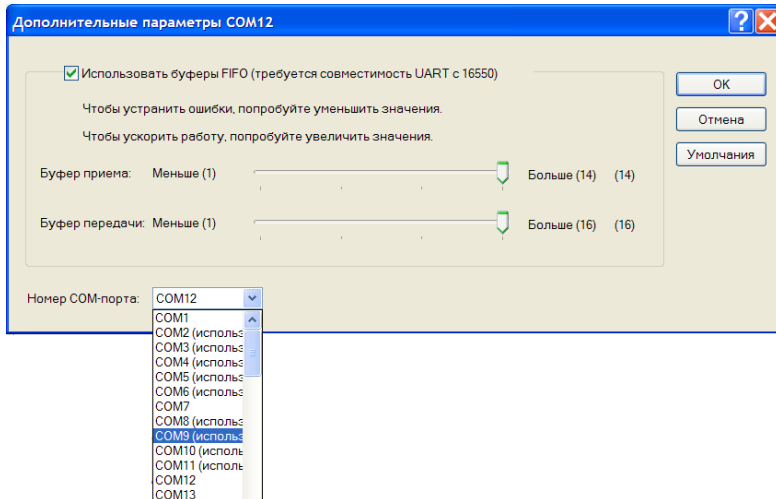 Дополнительные параметры COM12
Использовать буферы FIFO (требуется совместимость UART с 16550)
OK
Чтобы устранить ошибки, попробуйте уменьшить значения.
Отмена
Чтобы ускорить работу, попробуйте увеличить значения.
Умолчания
Буфер приема: Меньше (1) Больше (14) (14)
Буфер передачи: Меньше (1) Больше (16) (16)
Номер COM-порта: COM12
COM1
COM2 (использ
COM3 (использ
COM4 (использ
COM5 (использ
COM6 (использ
COM7
COM8 (использ
COM9 (использ
COM10 (исполь
COM11 (исполь
COM12
COM13